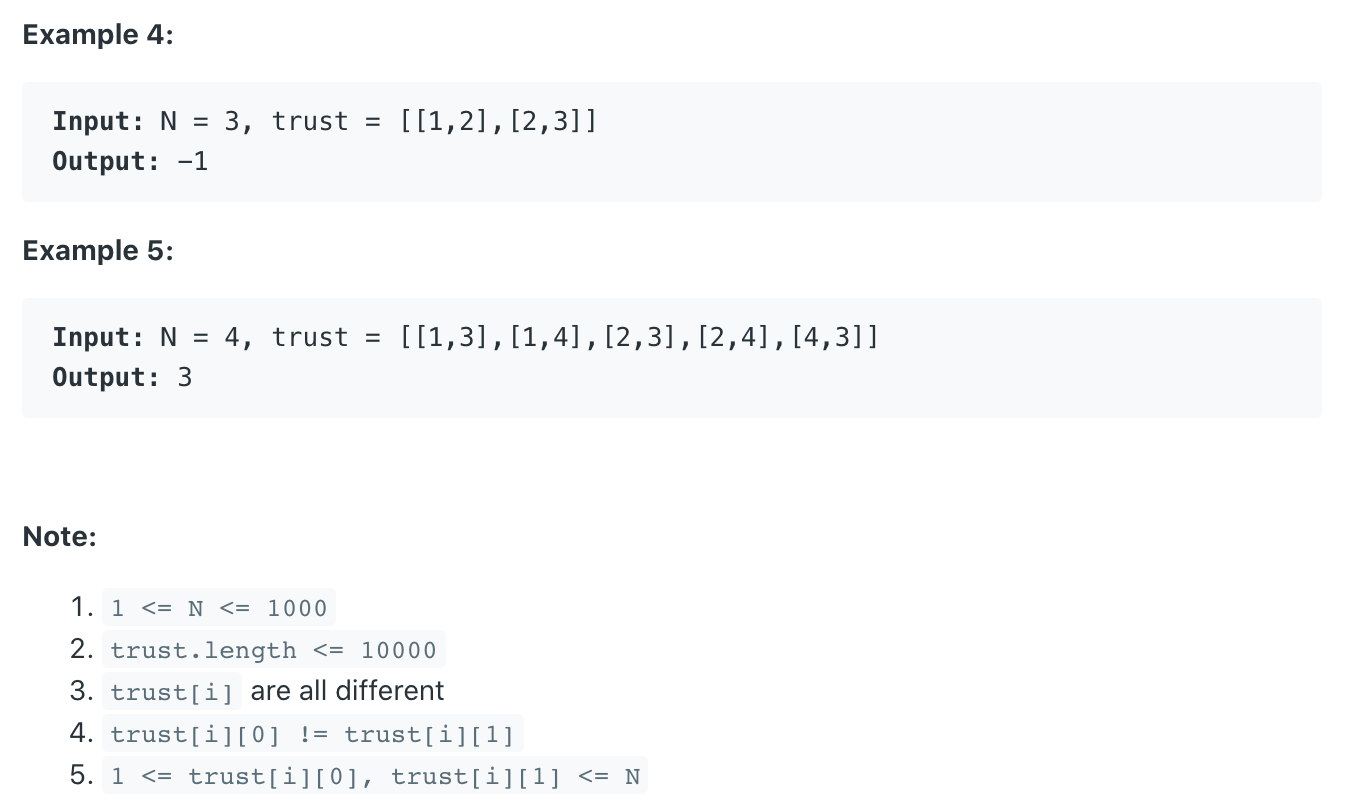 Example 4:
Input: N = 3, trust = [[1,2],[2,3]]
Output: -1
Example 5:
Input: N = 4, trust = [[1,3],[1,4],[2,3],[2,4],[4,3]]
Output: 3
Note:
1. 1 <= N <= 1000
2. trust.length <= 10000
3. trust[i] are all different
4. trust[i][0] != trust[i][1]
5. 1 <= trust[i][0], trust[i][1] <= N